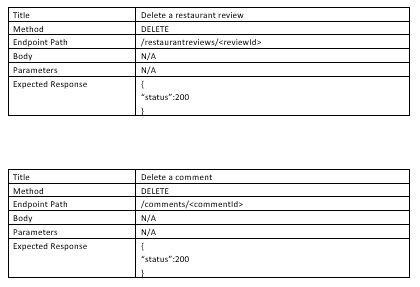 Title Delete a restaurant review
Method DELETE
Endpoint Path /restaurantreviews/<reviewId>
Body N/A
Parameters N/A
Expected Response {
“status”:200
}
Title Delete a comment
Method DELETE
Endpoint Path /comments/<commentId>
Body N/A
Parameters N/A
Expected Response {
“status”:200
}